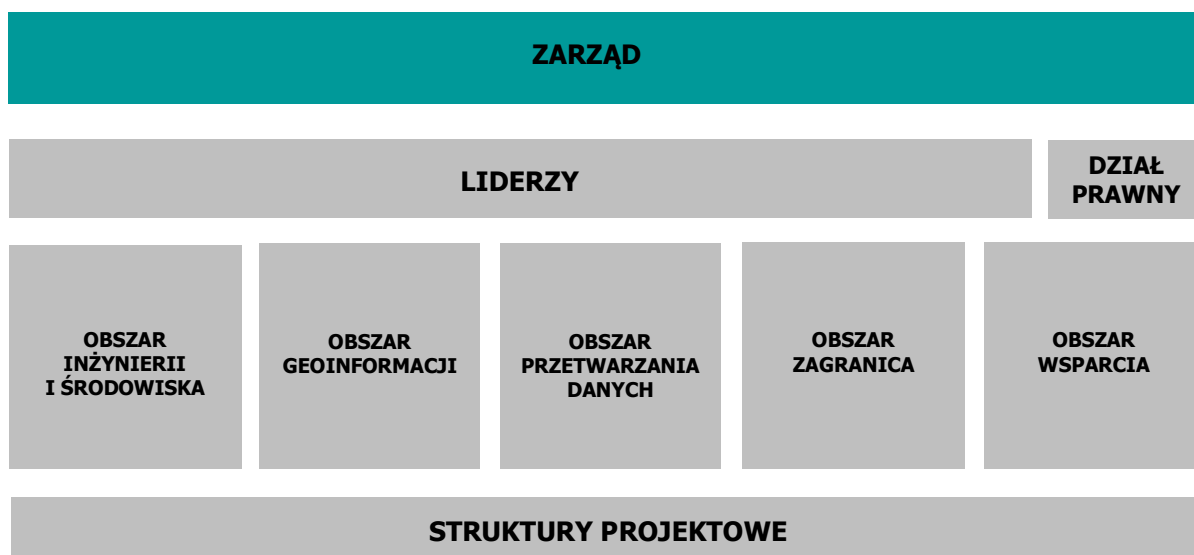 ZARZĄD
LIDERZY
DZIAŁ
PRAWNY
OBSZAR
INŻYNIERII
I ŚRODOWISKA
OBSZAR
GEOINFORMACJI
OBSZAR
PRZETWARZANIA
DANYCH
OBSZAR
ZAGRANICA
OBSZAR
WSPARCIA
STRUKTURY PROJEKTOWE